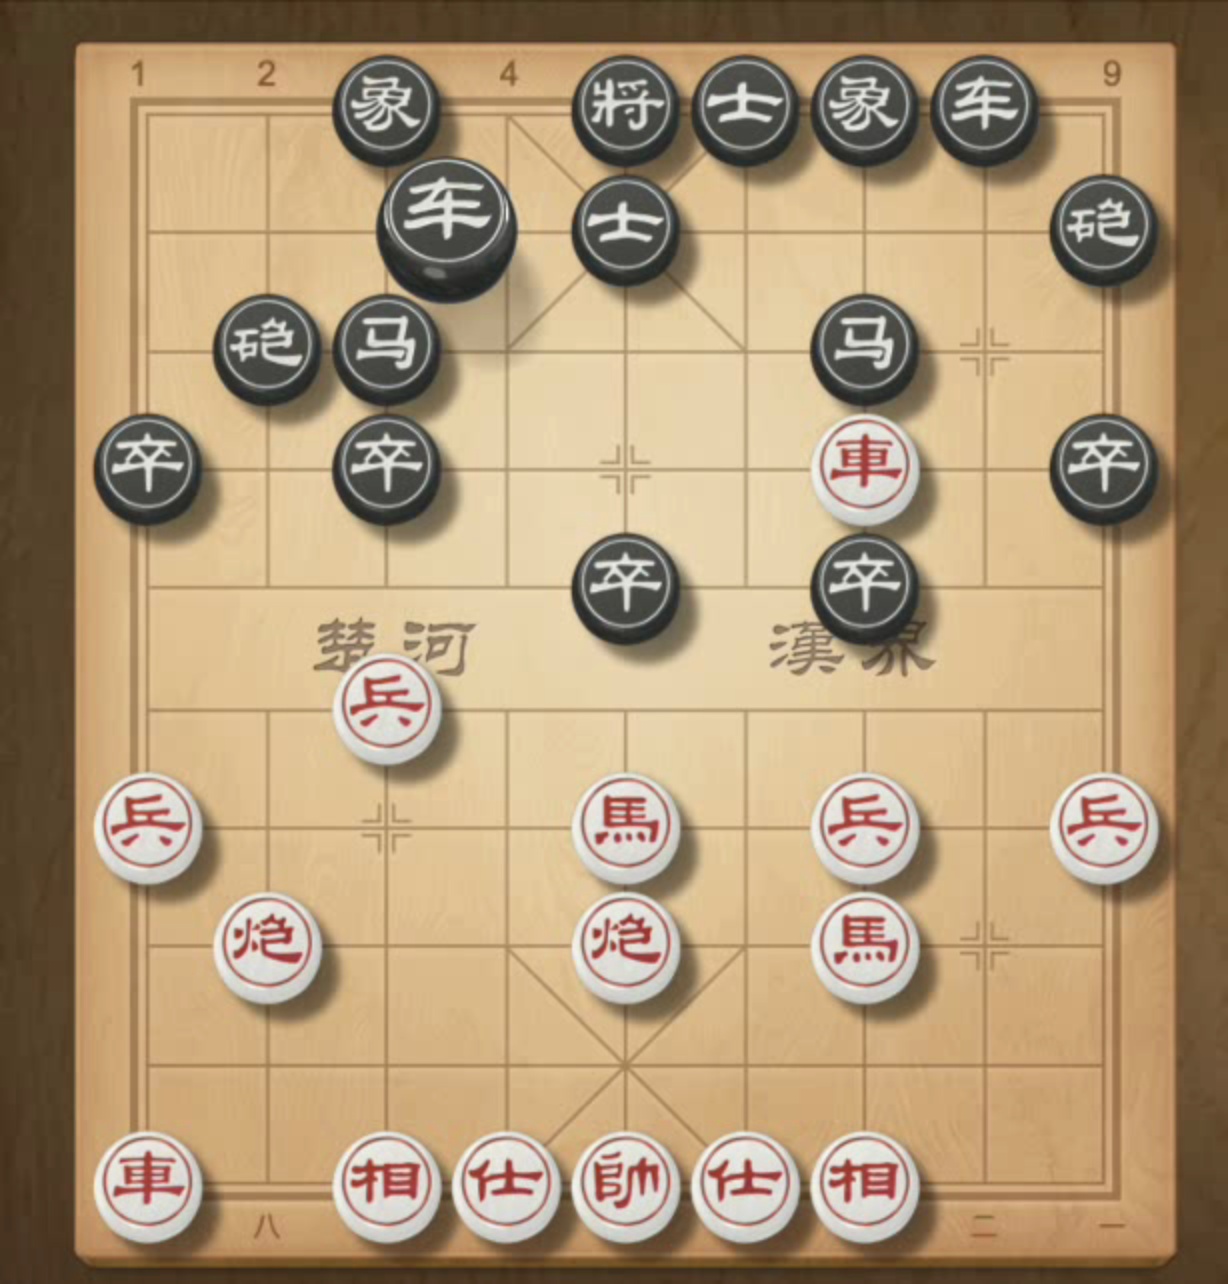 1 2 4 9
象 將 士 象 车
车 士 砲
砲 马 马
卒 卒 車 卒
卒 卒
楚河 漢界
兵
兵 馬 兵 兵
炮 炮 馬
車 相 仕 帥 仕 相
八 二 一